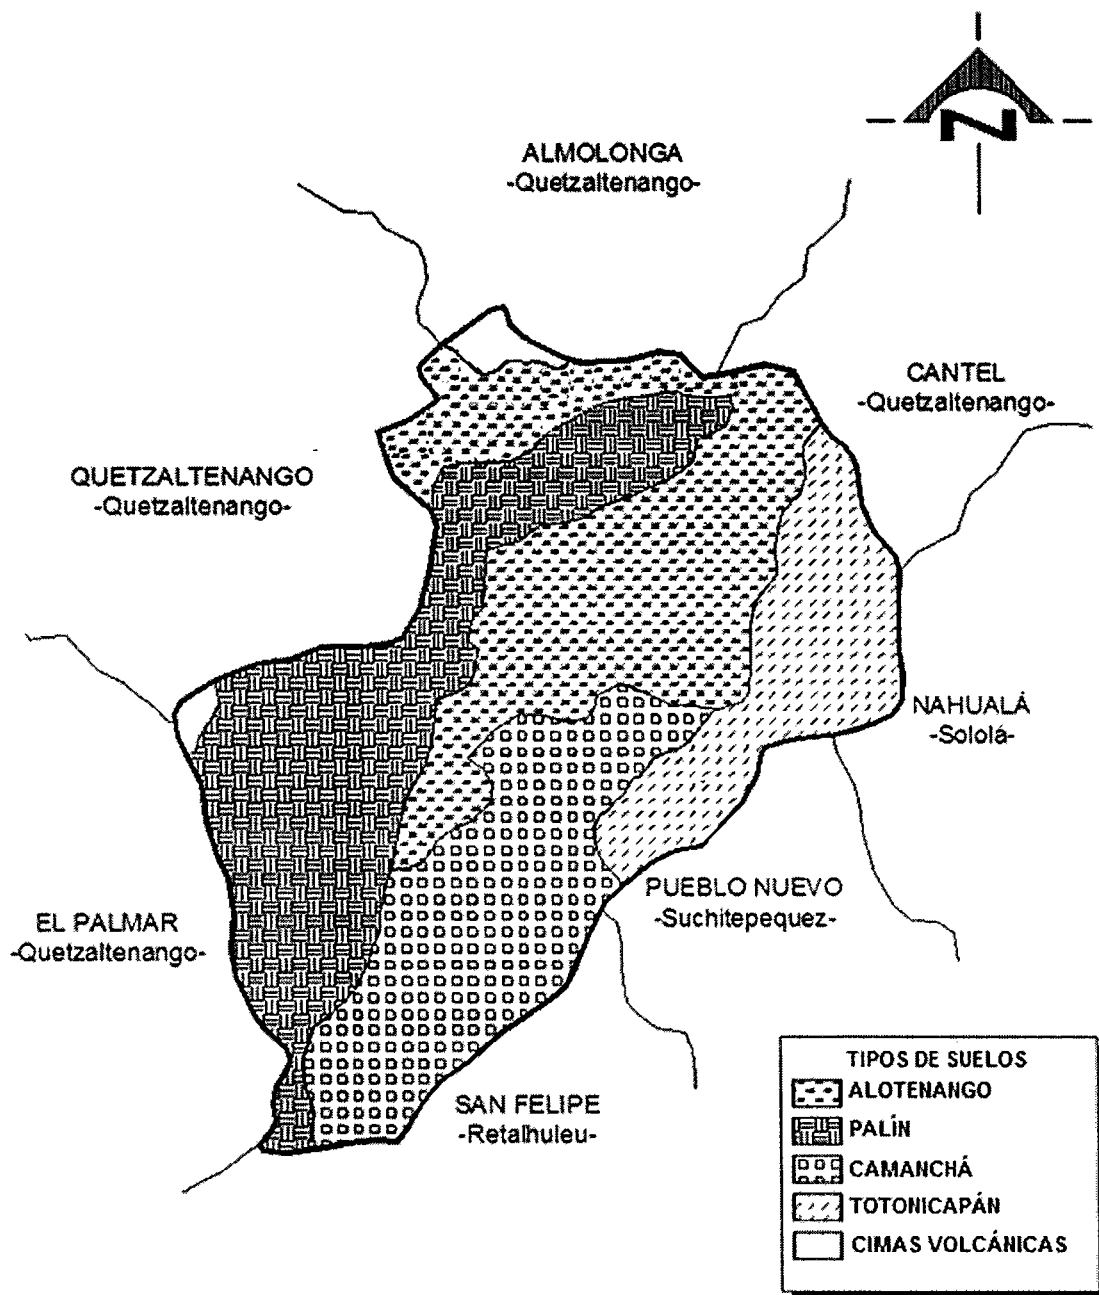 N
ALMOLONGA
-Quetzaltenango-
CANTEL
-Quetzaltenango-
QUETZALTENANGO
-Quetzaltenango-
NAHUALÁ
-Sololá-
PUEBLO NUEVO
-Suchitepequez-
EL PALMAR
-Quetzaltenango-
SAN FELIPE
-Retalhuleu-
TIPOS DE SUELOS
ALOTENANGO
PALÍN
CAMANCHÁ
TOTONICAPÁN
CIMAS VOLCÁNICAS